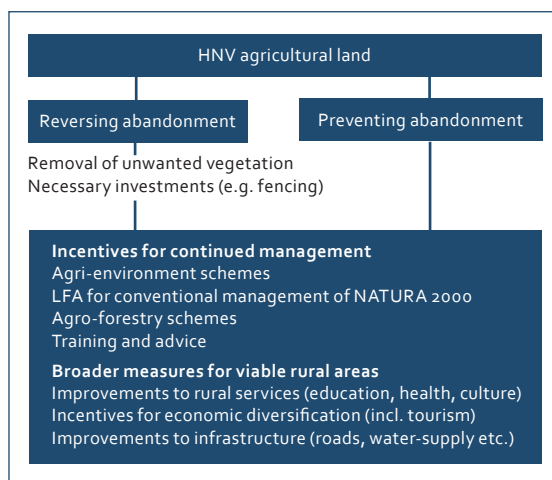 HNV agricultural land
Reversing abandonment
Preventing abandonment
Removal of unwanted vegetation
Necessary investments (e.g. fencing)
Incentives for continued management
Agri-environment schemes
LFA for conventional management of NATURA 2000
Agro-forestry schemes
Training and advice
Broader measures for viable rural areas
Improvements to rural services (education, health, culture)
Incentives for economic diversification (incl. tourism)
Improvements to infrastructure (roads, water-supply etc.)